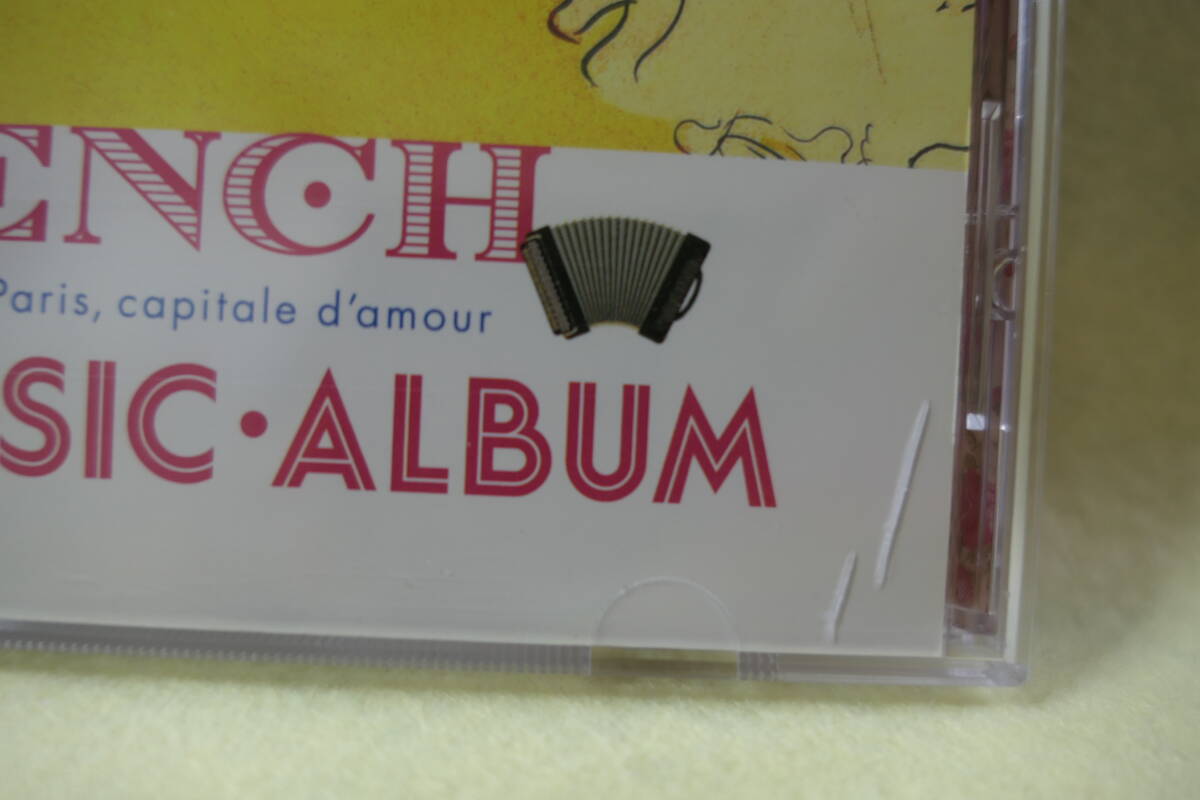 ENCH
Paris, capitale d'amour
SIC·ALBUM